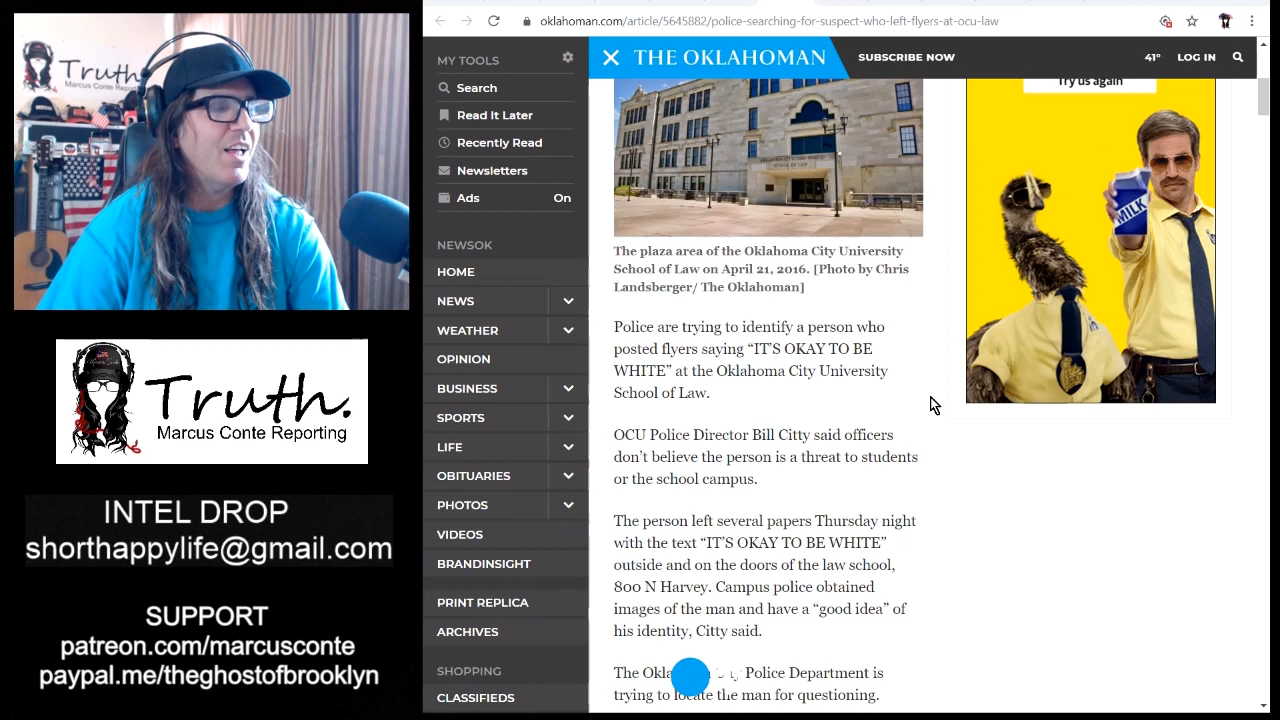 Truth.
Marcus Conte Reporting
Truth.
Marcus Conte Reporting
INTEL DROP
shorthappylife@gmail.com
SUPPORT
patreon.com/marcusconte
paypal.me/theghostofbrooklyn
oklahoman.com/article/5645882/police-searching-for-suspect-who-left-flyers-at-ocu-law
MY TOOLS
Search
Read It Later
Recently Read
Newsletters
Ads On
NEWSOK
HOME
NEWS
WEATHER
OPINION
BUSINESS
SPORTS
LIFE
OBITUARIES
PHOTOS
VIDEOS
BRANDINSIGHT
PRINT REPLICA
ARCHIVES
SHOPPING
CLASSIFIEDS
THE OKLAHOMAN SUBSCRIBE NOW 41° LOG IN
The plaza area of the Oklahoma City University
School of Law on April 21, 2016. [Photo by Chris
Landsberger/ The Oklahoman]
Police are trying to identify a person who
posted flyers saying “IT’S OKAY TO BE
WHITE” at the Oklahoma City University
School of Law.
OCU Police Director Bill Citty said officers
don’t believe the person is a threat to students
or the school campus.
The person left several papers Thursday night
with the text “IT’S OKAY TO BE WHITE”
outside and on the doors of the law school,
800 N Harvey. Campus police obtained
images of the man and have a “good idea” of
his identity, Citty said.
The Police Department is
trying to locate the man for questioning.
Try us again
MILK